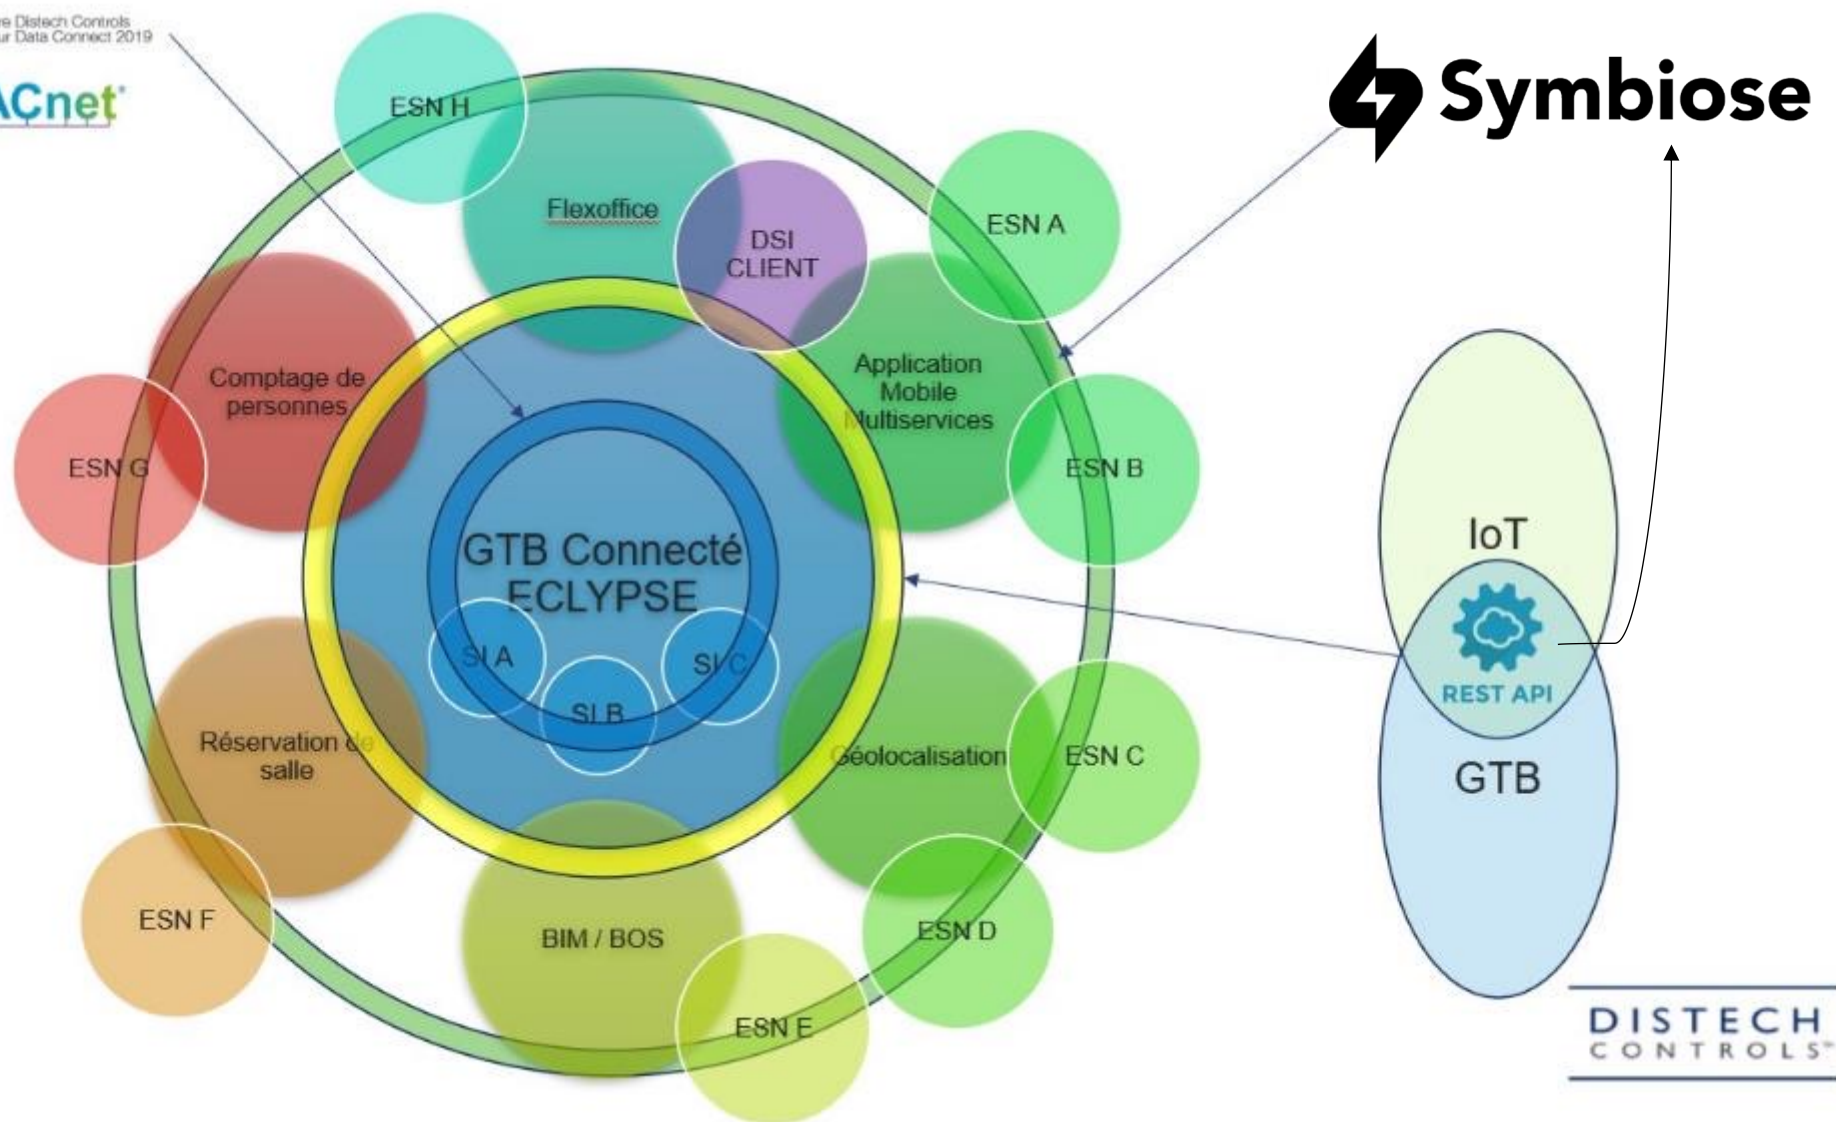 e Distech Controls
ur Data Connect 2019
ACnet
Symbiose
ESN H
Flexoffice
DSI
CLIENT
ESN A
Application
Mobile
Multiservices
Comptage de
personnes
ESN G
ESN B
GTB Connecté
ECLYPSE
SI A
SI B
SI C
IoT
REST API
GTB
Réservation de
salle
Géolocalisation
ESN C
ESN F
BIM / BOS
ESN D
ESN E
DISTECH
CONTROLS™